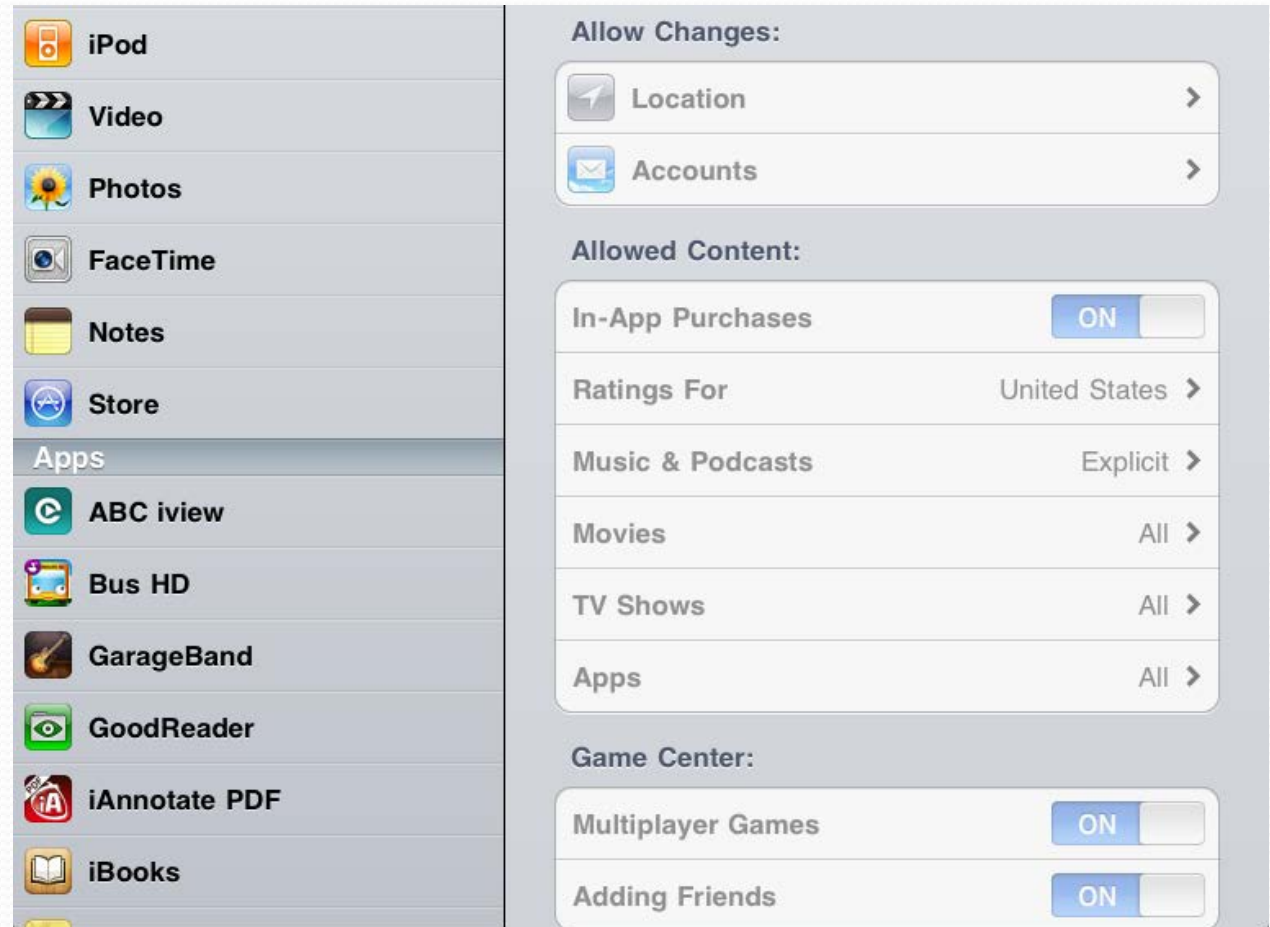 iPod
Video
Photos
FaceTime
Notes
Store
Apps
ABC iview
Bus HD
GarageBand
GoodReader
PDF
iA
iAnnotate PDF
iBooks
Allow Changes:
Location
Accounts
Allowed Content:
In-App Purchases ON
Ratings For United States
Music & Podcasts Explicit
Movies All
TV Shows All
Apps All
Game Center:
Multiplayer Games ON
Adding Friends ON